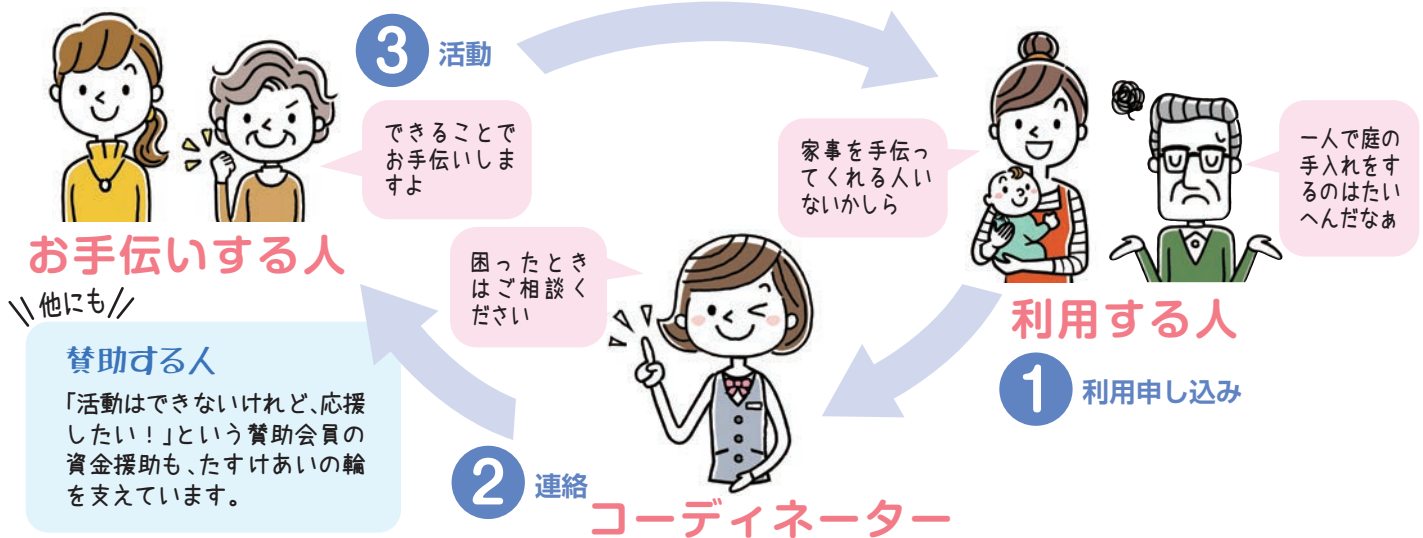 3 活動
できることで
お手伝いしま
すよ
お手伝いする人
家事を手伝っ
てくれる人い
ないかしら
一人で庭の
手入れをす
るのはたい
へんだなぁ
利用する人
1 利用申し込み
困ったとき
はご相談く
ださい
2 連絡
コーディネーター
\\他にも//
賛助する人
「活動はできないけれど、応援
したい！」という賛助会員の
資金援助も、たすけあいの輪
を支えています。